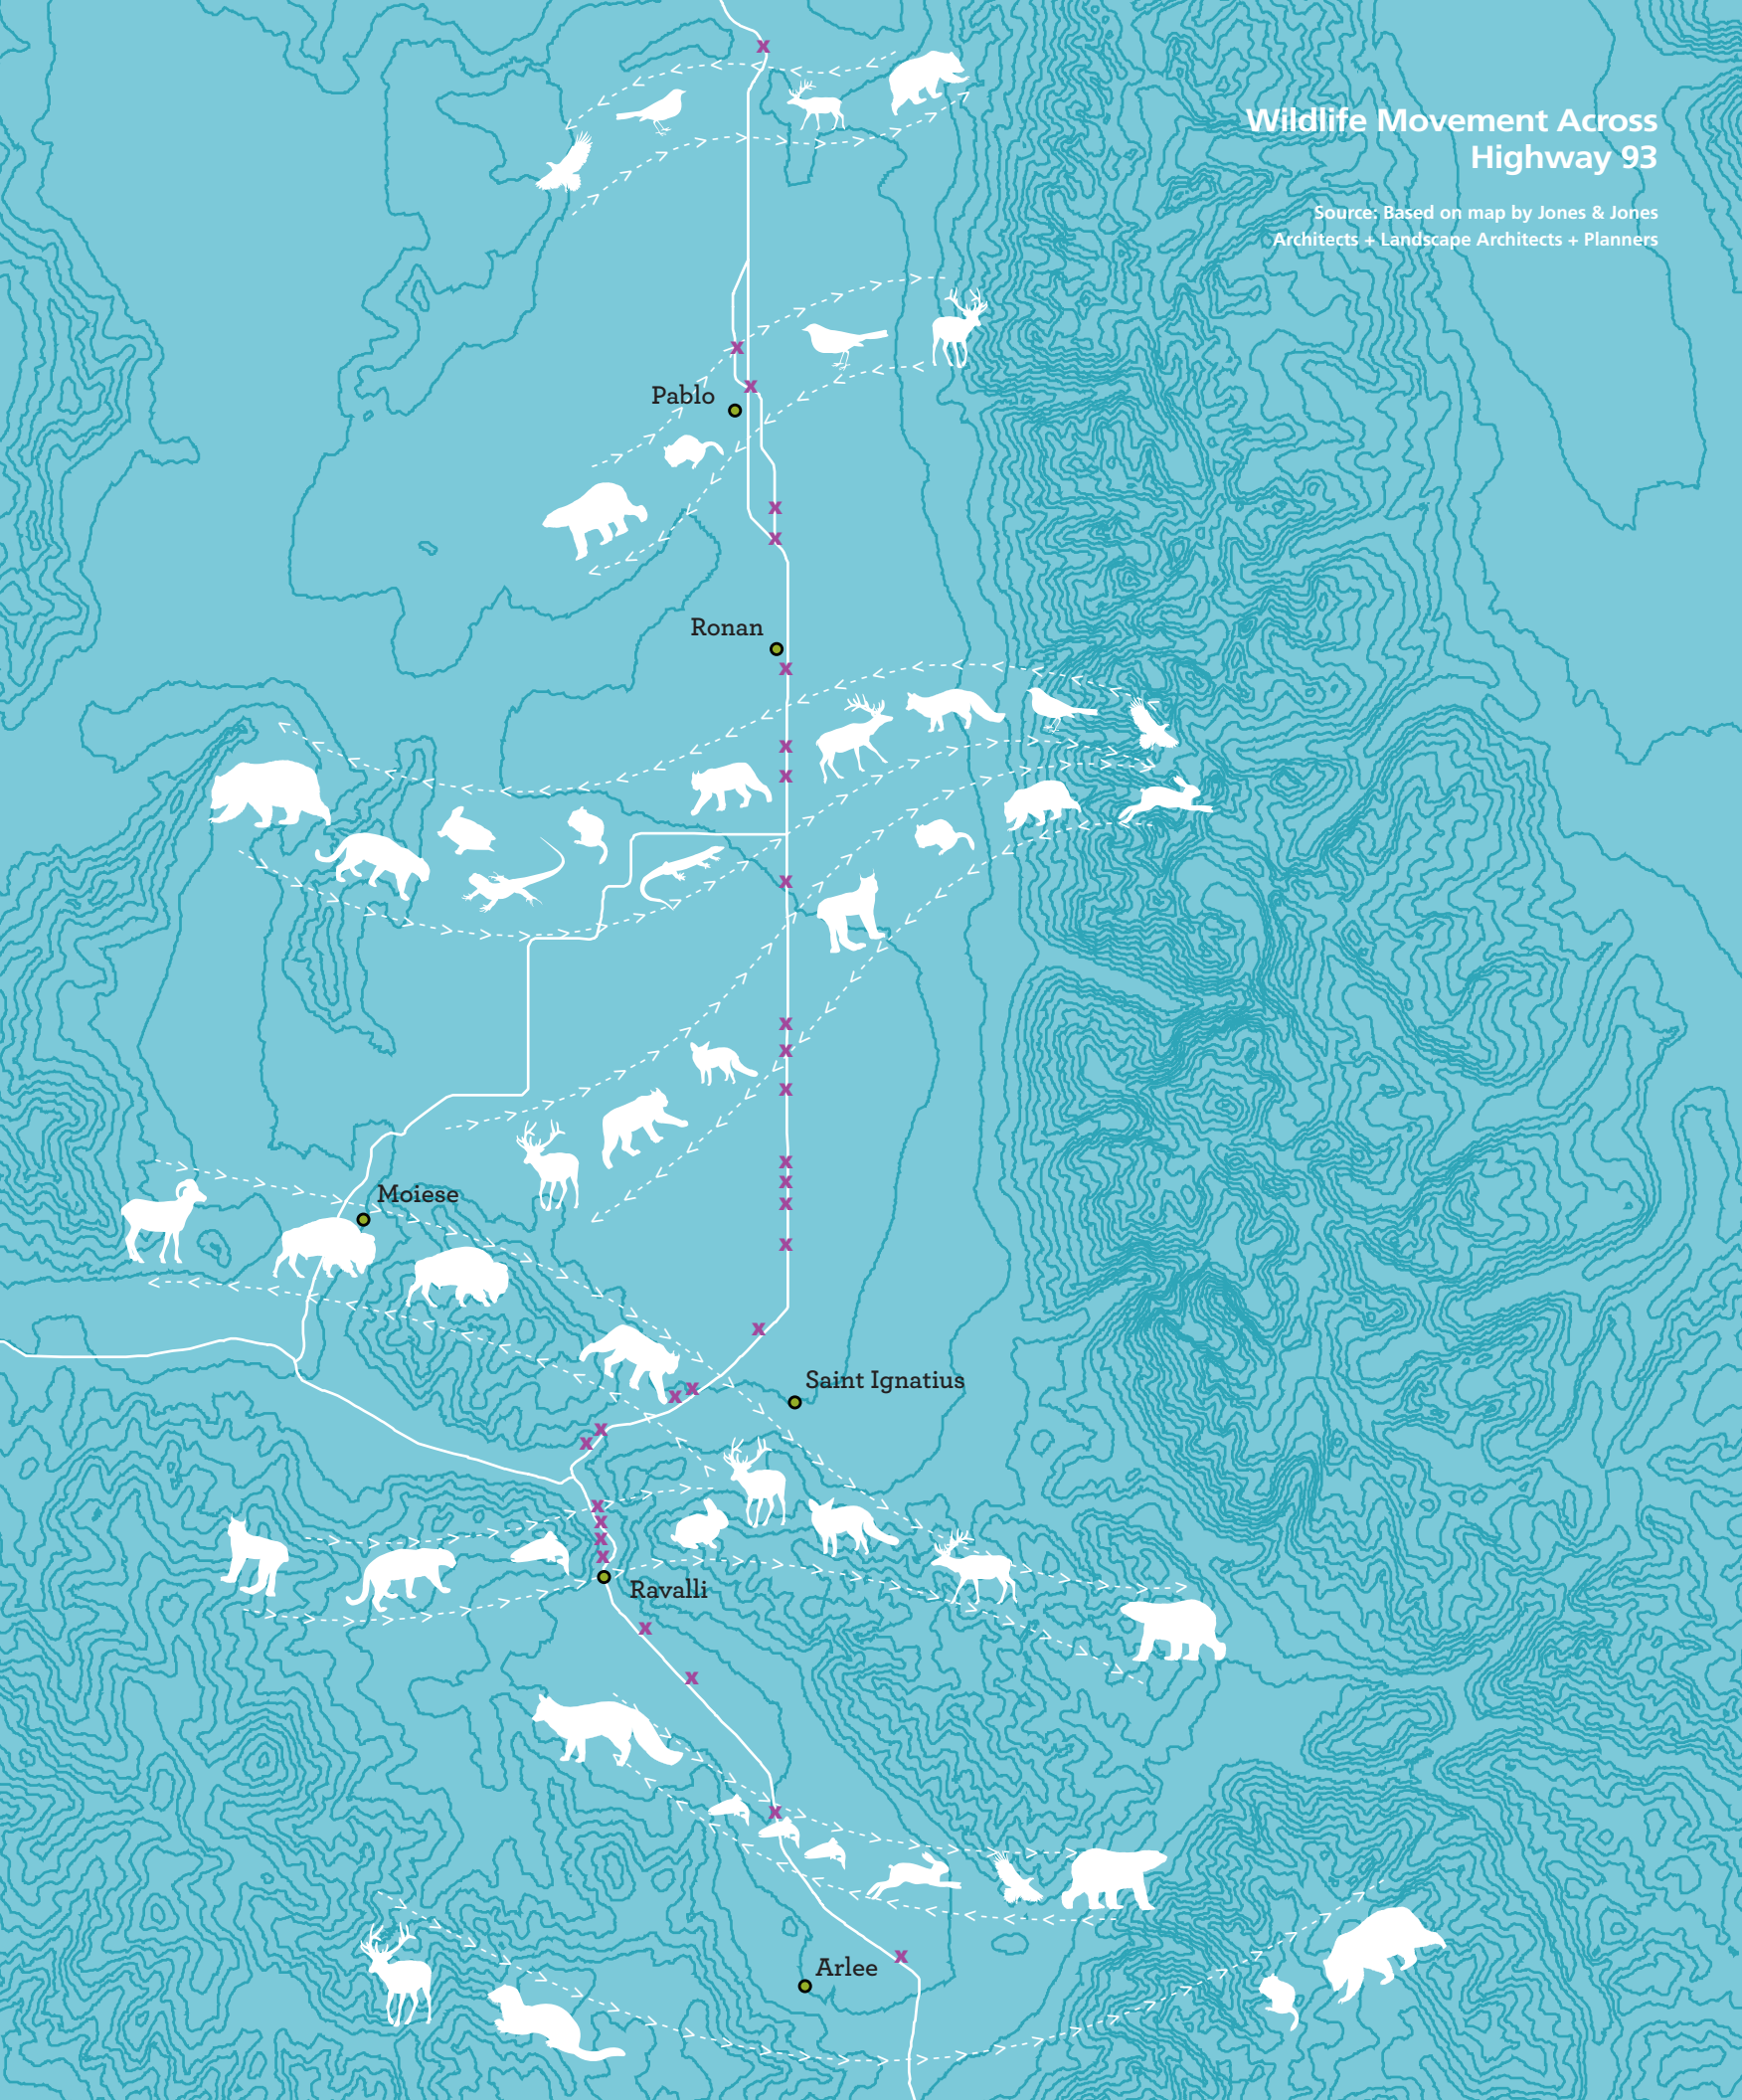 Wildlife Movement Across
Highway 93
Source: Based on map by Jones & Jones
Architects + Landscape Architects + Planners
x
x
x
Pablo
x
x
Ronan
x
x
x
x
x
x
x
x
x
x
Moiese
x
x
x
x
Saint Ignatius
x
x
x
x
x
x
Ravalli
x
x
x
x
Arlee